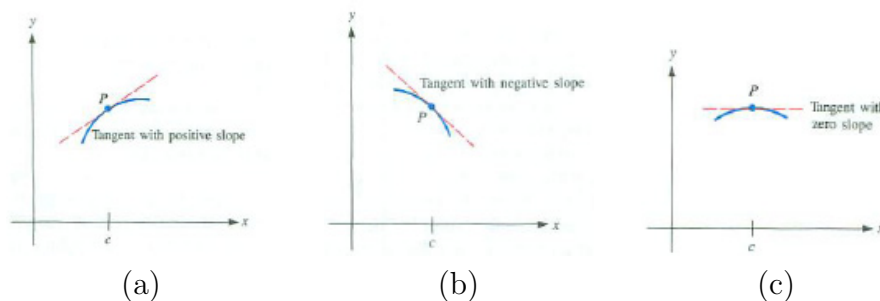 y
P
Tangent with positive slope
x
c
(a)
y
Tangent with negative slope
P
x
c
(b)
y
P
Tangent with
zero slope
x
c
(c)